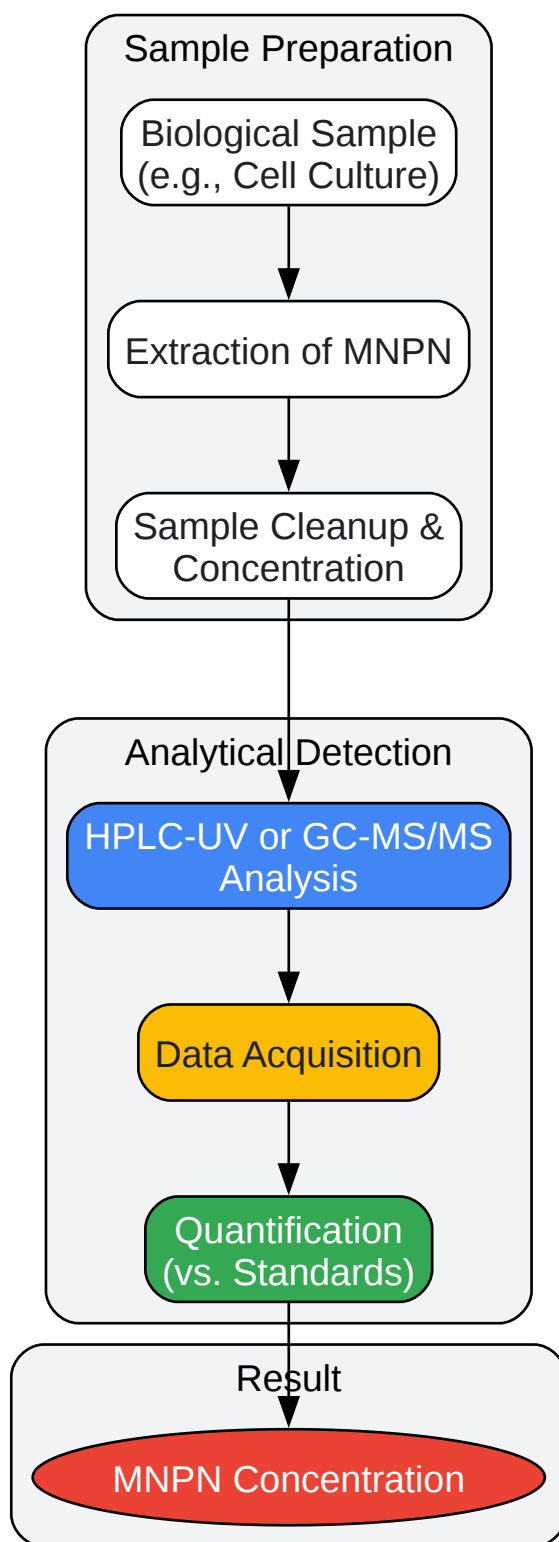 Sample Preparation
Biological Sample
(e.g., Cell Culture)
Extraction of MNPN
Sample Cleanup &
Concentration
Analytical Detection
HPLC-UV or GC-MS/MS
Analysis
Data Acquisition
Quantification
(vs. Standards)
Result
MNPN Concentration